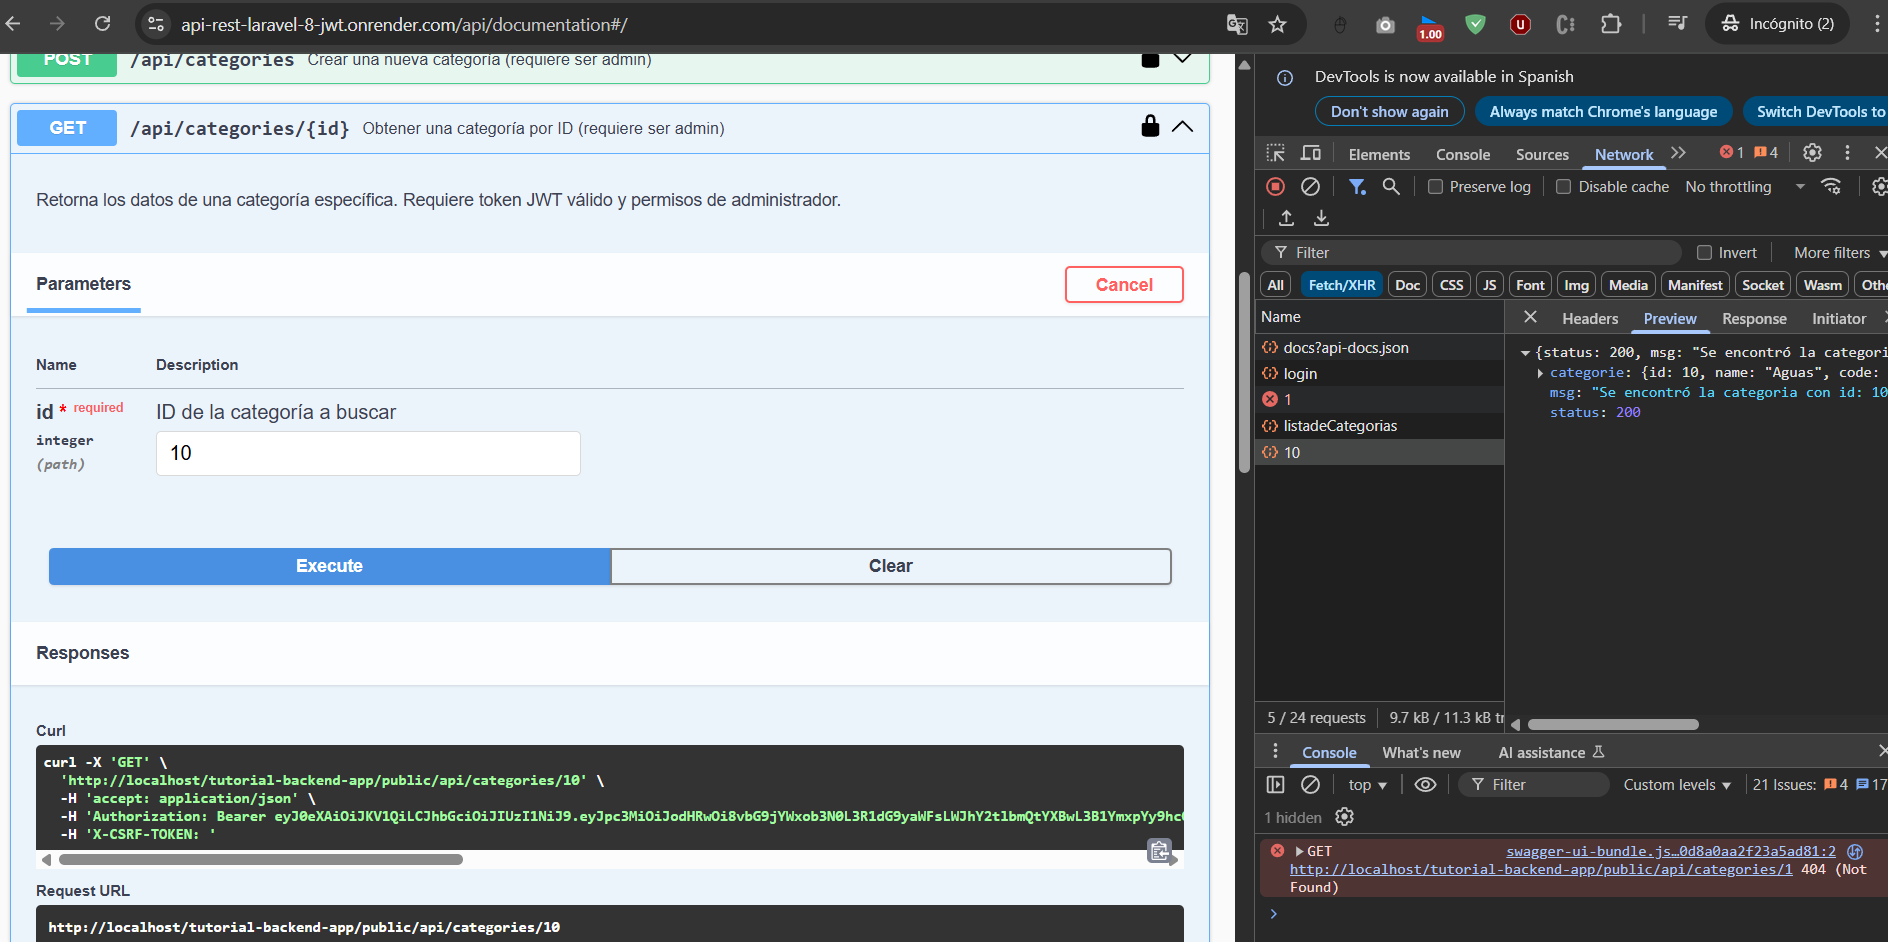 api-rest-laravel-8-jwt.onrender.com/api/documentation#/
1.00
Incógnito (2)
POST /api/categories Crear una nueva categoría (requiere ser admin)
GET /api/categories/{id} Obtener una categoría por ID (requiere ser admin)
Retorna los datos de una categoría específica. Requiere token JWT válido y permisos de administrador.
Parameters
Cancel
Name Description
id * required
integer
(path)
ID de la categoría a buscar
10
Execute
Clear
Responses
Curl
curl -X 'GET' \
'http://localhost/tutorial-backend-app/public/api/categories/10' \
-H 'accept: application/json' \
-H 'Authorization: Bearer
-H 'X-CSRF-TOKEN: '
Request URL
http://localhost/tutorial-backend-app/public/api/categories/10
DevTools is now available in Spanish
Don't show again
Always match Chrome's language
Switch DevTools to
Elements Console Sources Network
1 4
Preserve log Disable cache No throttling
Filter
Invert More filters
All Fetch/XHR Doc CSS JS Font Img Media Manifest Socket Wasm Othe
Name
docs?api-docs.json
login
1
listadeCategorias
10
Headers Preview Response Initiator
{status: 200, msg: "Se encontró la categori
categorie: {id: 10, name: "Aguas", code:
msg: "Se encontró la categoria con id: 10
status: 200
5 / 24 requests 9.7 kB / 11.3 kB tr
Console What's new AI assistance
top Filter Custom levels 21 Issues: 4 17
1 hidden
GET swagger-ui-bundle.js…0d8a0aa2f23a5ad81:2
http://localhost/tutorial-backend-app/public/api/categories/1 404 (Not
Found)